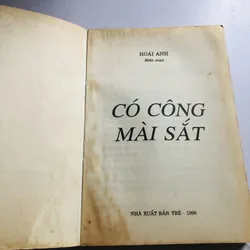 HOÀI ANH
Biên soạn
CÓ CÔNG
MÀI SẮT
NHÀ XUẤT BẢN TRẺ - 1996